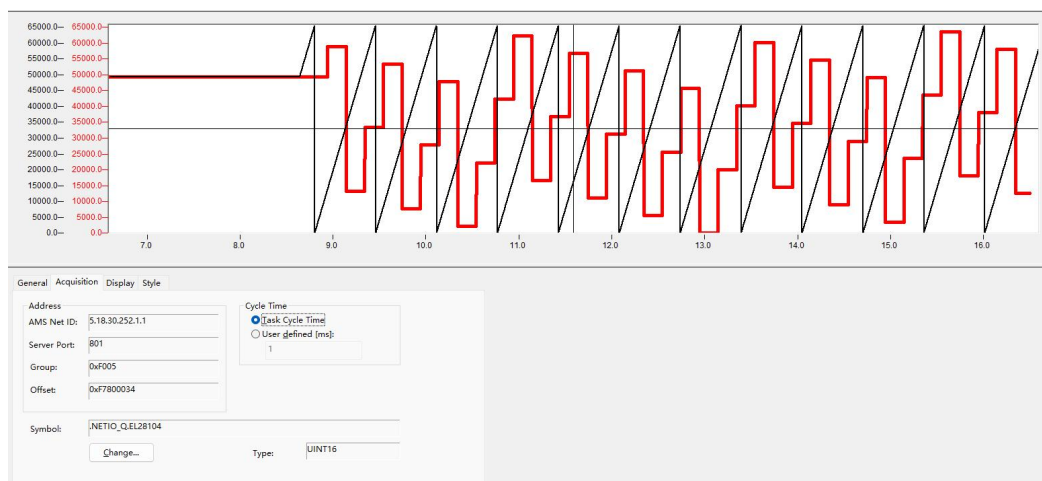 65000.0 65000.0
60000.0 60000.0
55000.0 55000.0
50000.0 50000.0
45000.0 45000.0
40000.0 40000.0
35000.0 35000.0
30000.0 30000.0
25000.0 25000.0
20000.0 20000.0
15000.0 15000.0
10000.0 10000.0
5000.0 5000.0
0.0 0.0
7.0 8.0 9.0 10.0 11.0 12.0 13.0 14.0 15.0 16.0
General Acquisition Display Style
Address
AMS Net ID: 5.18.30.252.1.1
Server Port: 801
Group: 0xF005
Offset: 0xF7800034
Cycle Time
Task Cycle Time
User defined [ms]:
1
Symbol: .NETIO_Q.EL28104
Change...
Type: UINT16